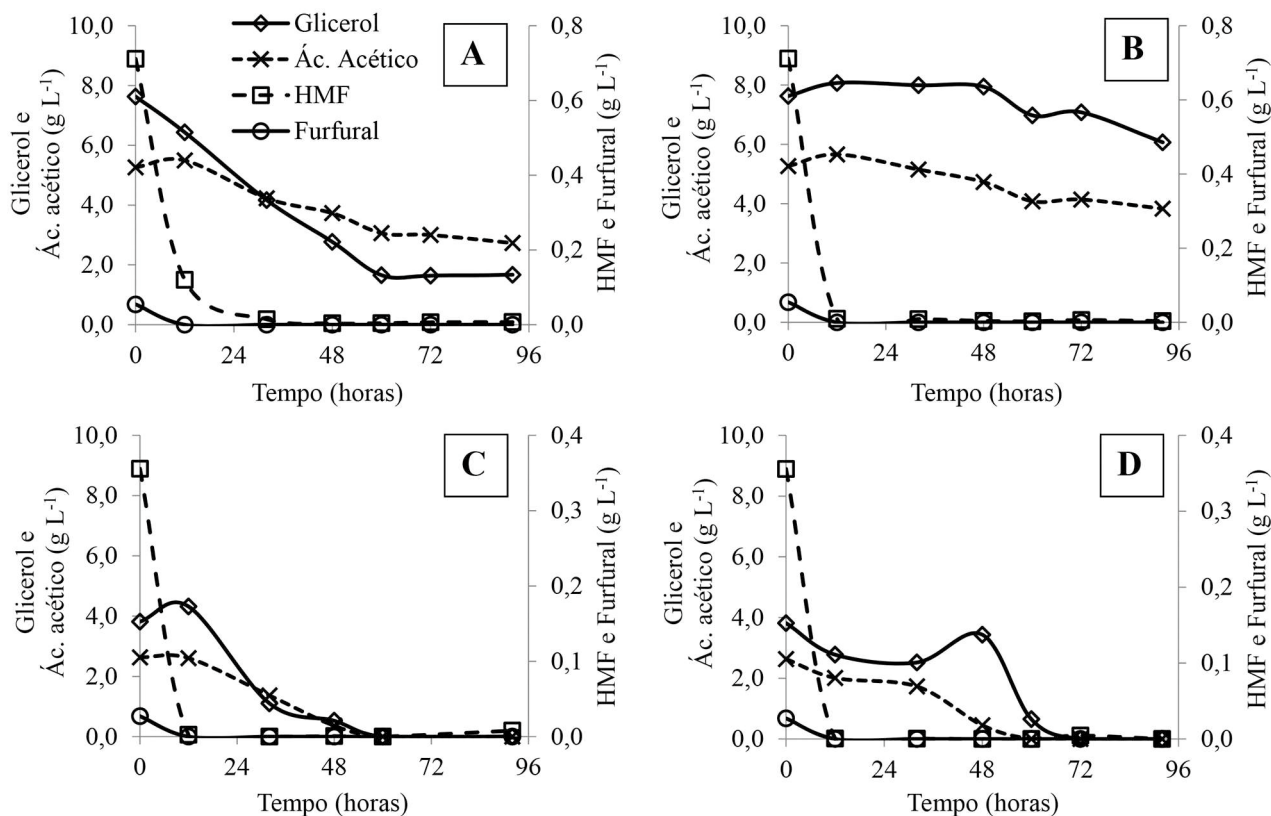 Glicerol
Ác. Acético
HMF
Furfural
A
10,0
8,0
6,0
4,0
2,0
0,0
Glicerol e
Ác. acético (g L-1)
0,8
0,6
0,4
0,2
0,0
HMF e Furfural (g L-1)
0 24 48 72 96
Tempo (horas)
B
10,0
8,0
6,0
4,0
2,0
0,0
Glicerol e
Ác. acético (g L-1)
0,8
0,6
0,4
0,2
0,0
HMF e Furfural (g L-1)
0 24 48 72 96
Tempo (horas)
C
10,0
8,0
6,0
4,0
2,0
0,0
Glicerol e
Ác. acético (g L-1)
0,4
0,3
0,2
0,1
0,0
HMF e Furfural (g L-1)
0 24 48 72 96
Tempo (horas)
D
10,0
8,0
6,0
4,0
2,0
0,0
Glicerol e
Ác. acético (g L-1)
0,4
0,3
0,2
0,1
0,0
HMF e Furfural (g L-1)
0 24 48 72 96
Tempo (horas)